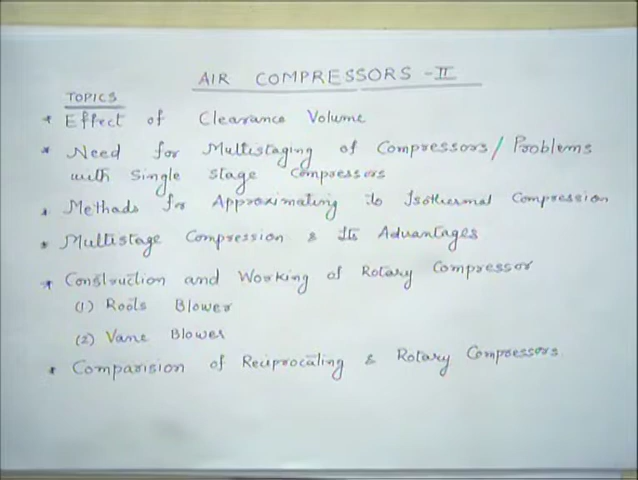 AIR COMPRESSORS - II
TOPICS
* Effect of Clearance Volume
* Need for Multistaging of Compressors / Problems
with Single Stage Compressors
* Methods for Approximating to Isothermal Compression
* Multistage Compression & Its Advantages
* Construction and Working of Rotary Compressor
(1) Roots Blower
(2) Vane Blower
* Comparision of Reciprocating & Rotary Compressors